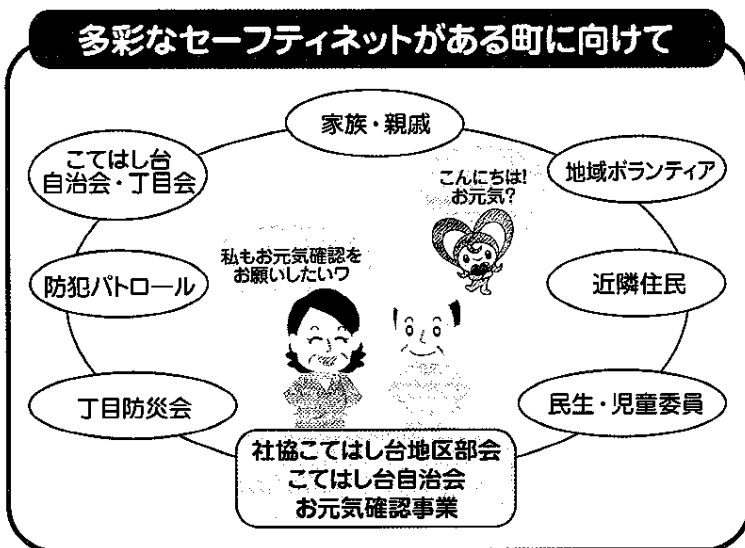 多彩なセーフティネットがある町に向けて
家族・親戚
こてはし台
自治会・丁目会
地域ボランティア
こんにちは!
お元気?
私もお元気確認を
お願いしたいワ
防犯パトロール
近隣住民
丁目防災会
民生・児童委員
社協こてはし台地区部会
こてはし台自治会
お元気確認事業